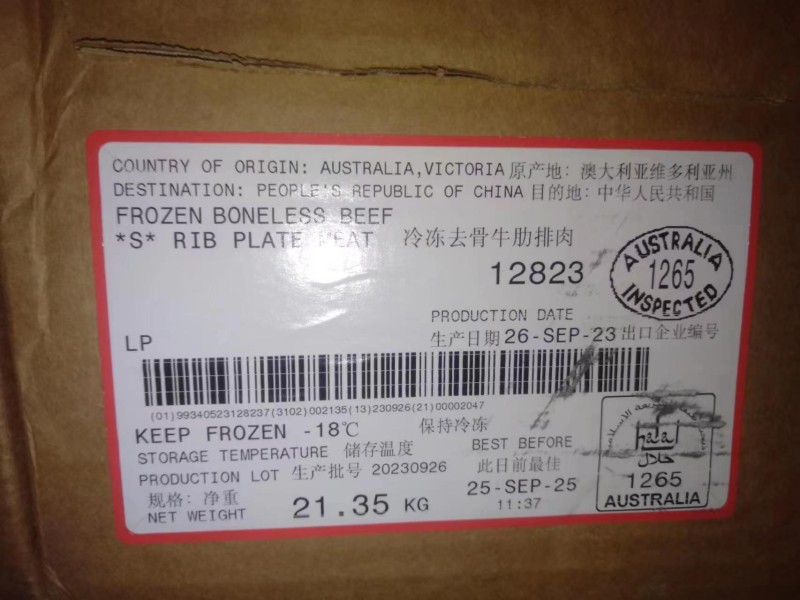 COUNTRY OF ORIGIN: AUSTRALIA,VICTORIA 原产地: 澳大利亚维多利亚州
DESTINATION: PEOPLE'S REPUBLIC OF CHINA 目的地: 中华人民共和国
FROZEN BONELESS BEEF
*S* RIB PLATE MEAT 冷冻去骨牛肋排肉
12823
AUSTRALIA
1265
INSPECTED
PRODUCTION DATE
LP
生产日期 26-SEP-23 出口企业编号
(01)99340523128237(3102)002135(13)230926(21)00002047
KEEP FROZEN -18℃ 保持冷冻
STORAGE TEMPERATURE 储存温度
BEST BEFORE
PRODUCTION LOT 生产批号 20230926
此日前最佳
规格: 净重
NET WEIGHT
21.35 KG
25-SEP-25
11:37
halal
حلال
1265
AUSTRALIA